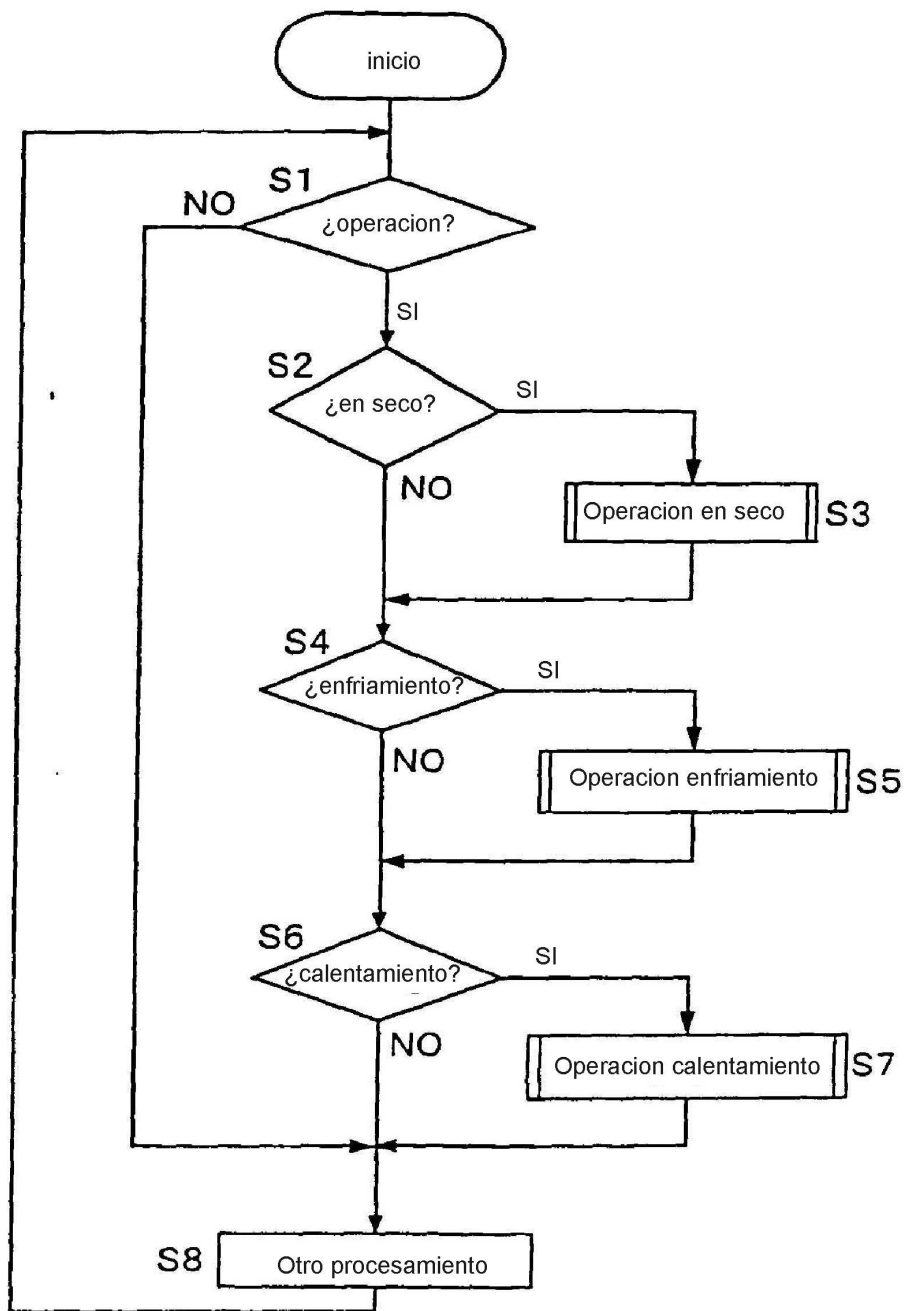 inicio
S1
NO
¿operacion?
SI
S2
¿en seco?
SI
NO
Operacion en seco
S3
S4
¿enfriamiento?
SI
NO
Operacion enfriamiento
S5
S6
¿calentamiento?
SI
NO
Operacion calentamiento
S7
S8
Otro procesamiento